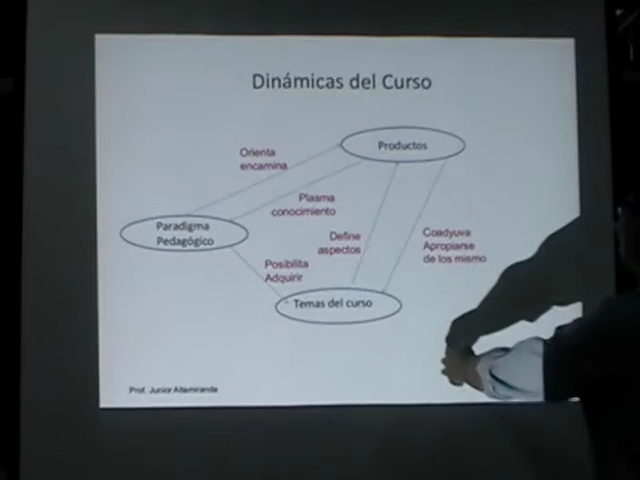 Dinámicas del Curso
Productos
Orienta
encamina
Plasma
conocimiento
Paradigma
Pedagógico
Define
aspectos
Coadyuva
Apropiarse
de los mismo
Posibilita
Adquirir
Temas del curso
Prof. Junior Altamiranda